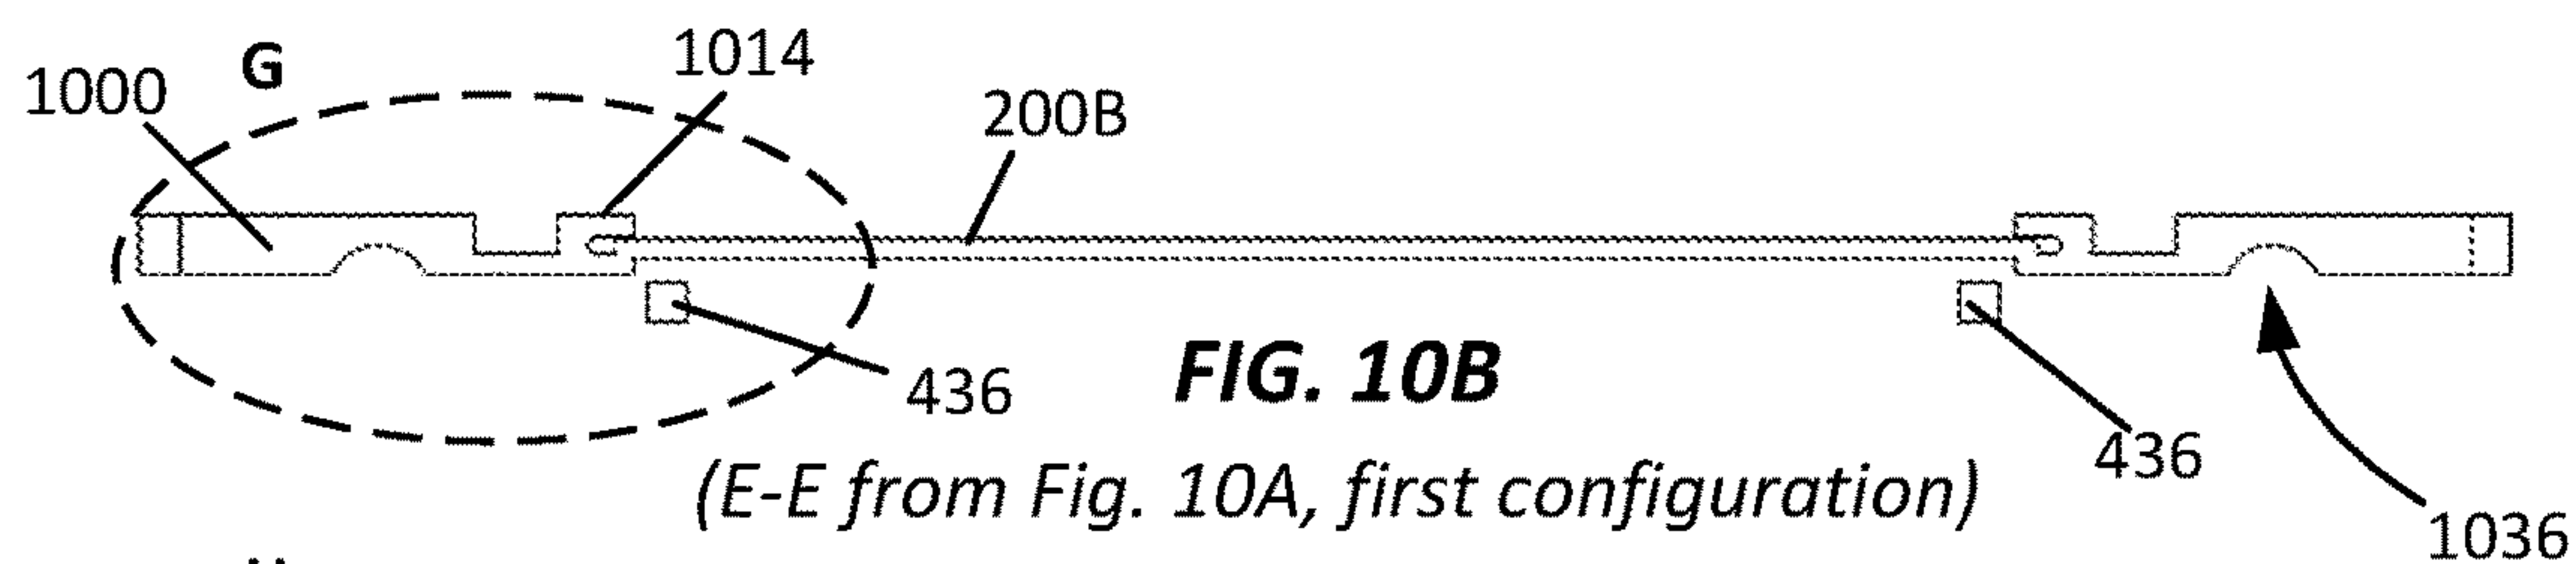 G
1014
1000
200B
436
FIG. 10B
436
(E-E from Fig. 10A, first configuration)
1036